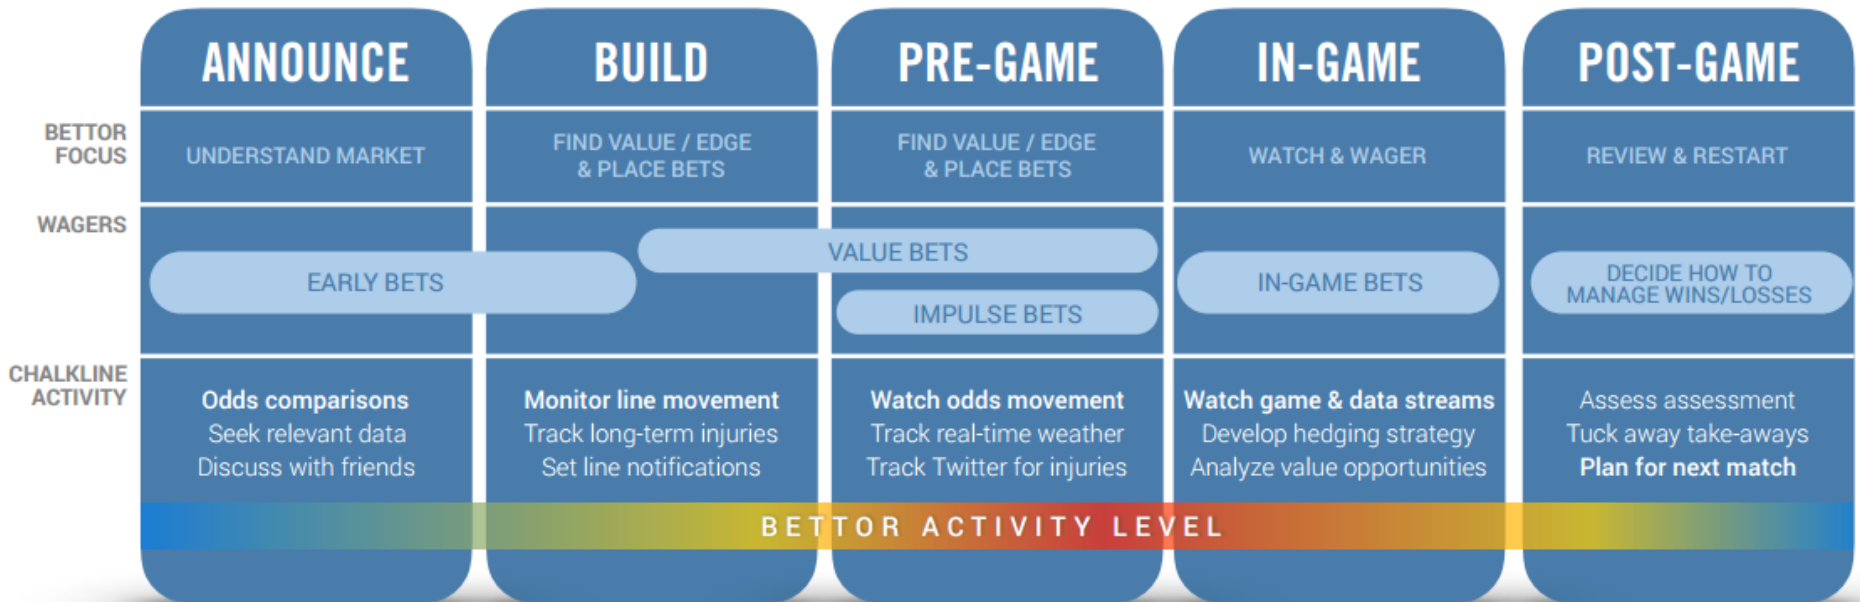 ANNOUNCE
BUILD
PRE-GAME
IN-GAME
POST-GAME
BETTOR
FOCUS
UNDERSTAND MARKET
FIND VALUE / EDGE
& PLACE BETS
FIND VALUE / EDGE
& PLACE BETS
WATCH & WAGER
REVIEW & RESTART
WAGERS
EARLY BETS
VALUE BETS
IMPULSE BETS
IN-GAME BETS
DECIDE HOW TO
MANAGE WINS/LOSSES
CHALKLINE
ACTIVITY
Odds comparisons
Seek relevant data
Discuss with friends
Monitor line movement
Track long-term injuries
Set line notifications
Watch odds movement
Track real-time weather
Track Twitter for injuries
Watch game & data streams
Develop hedging strategy
Analyze value opportunities
Assess assessment
Tuck away take-aways
Plan for next match
BETTOR ACTIVITY LEVEL